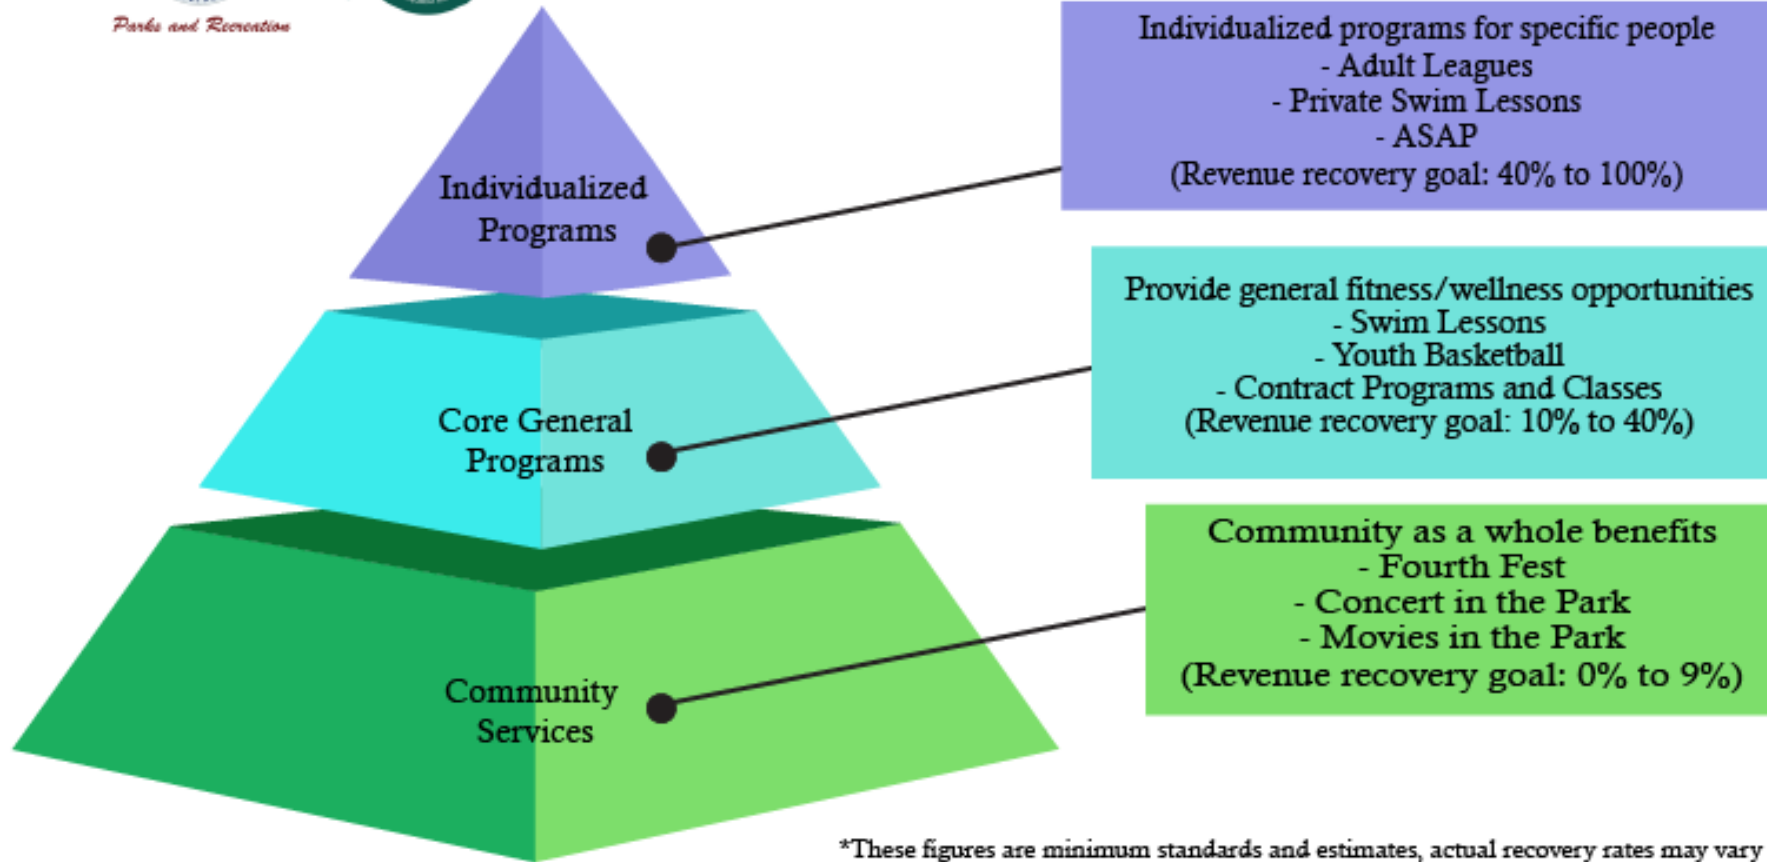 Parks and Recreation
Individualized programs for specific people
- Adult Leagues
- Private Swim Lessons
- ASAP
(Revenue recovery goal: 40% to 100%)
Individualized
Programs
Provide general fitness/wellness opportunities
- Swim Lessons
- Youth Basketball
- Contract Programs and Classes
(Revenue recovery goal: 10% to 40%)
Core General
Programs
Community as a whole benefits
- Fourth Fest
- Concert in the Park
- Movies in the Park
(Revenue recovery goal: 0% to 9%)
Community
Services
*These figures are minimum standards and estimates, actual recovery rates may vary